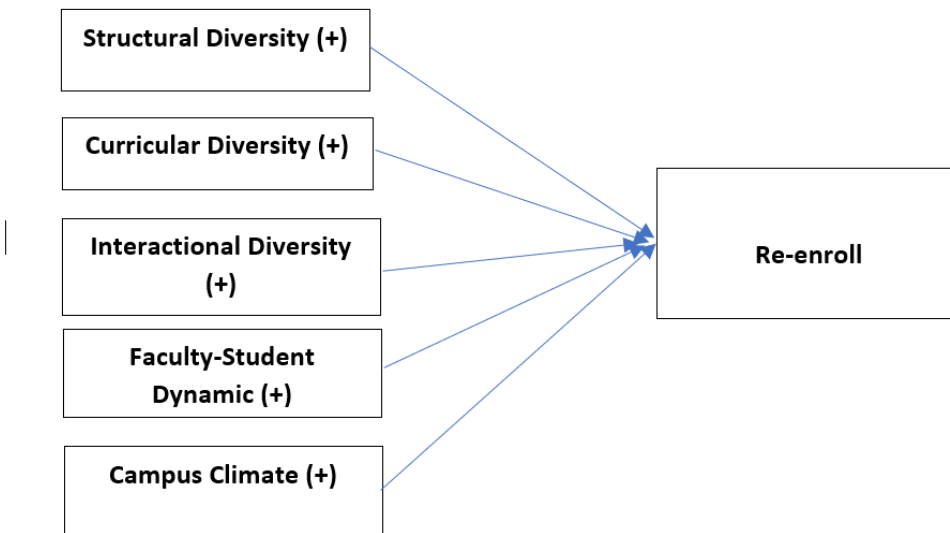 Structural Diversity (+)
Curricular Diversity (+)
Interactional Diversity
(+)
Faculty-Student
Dynamic (+)
Campus Climate (+)
Re-enroll